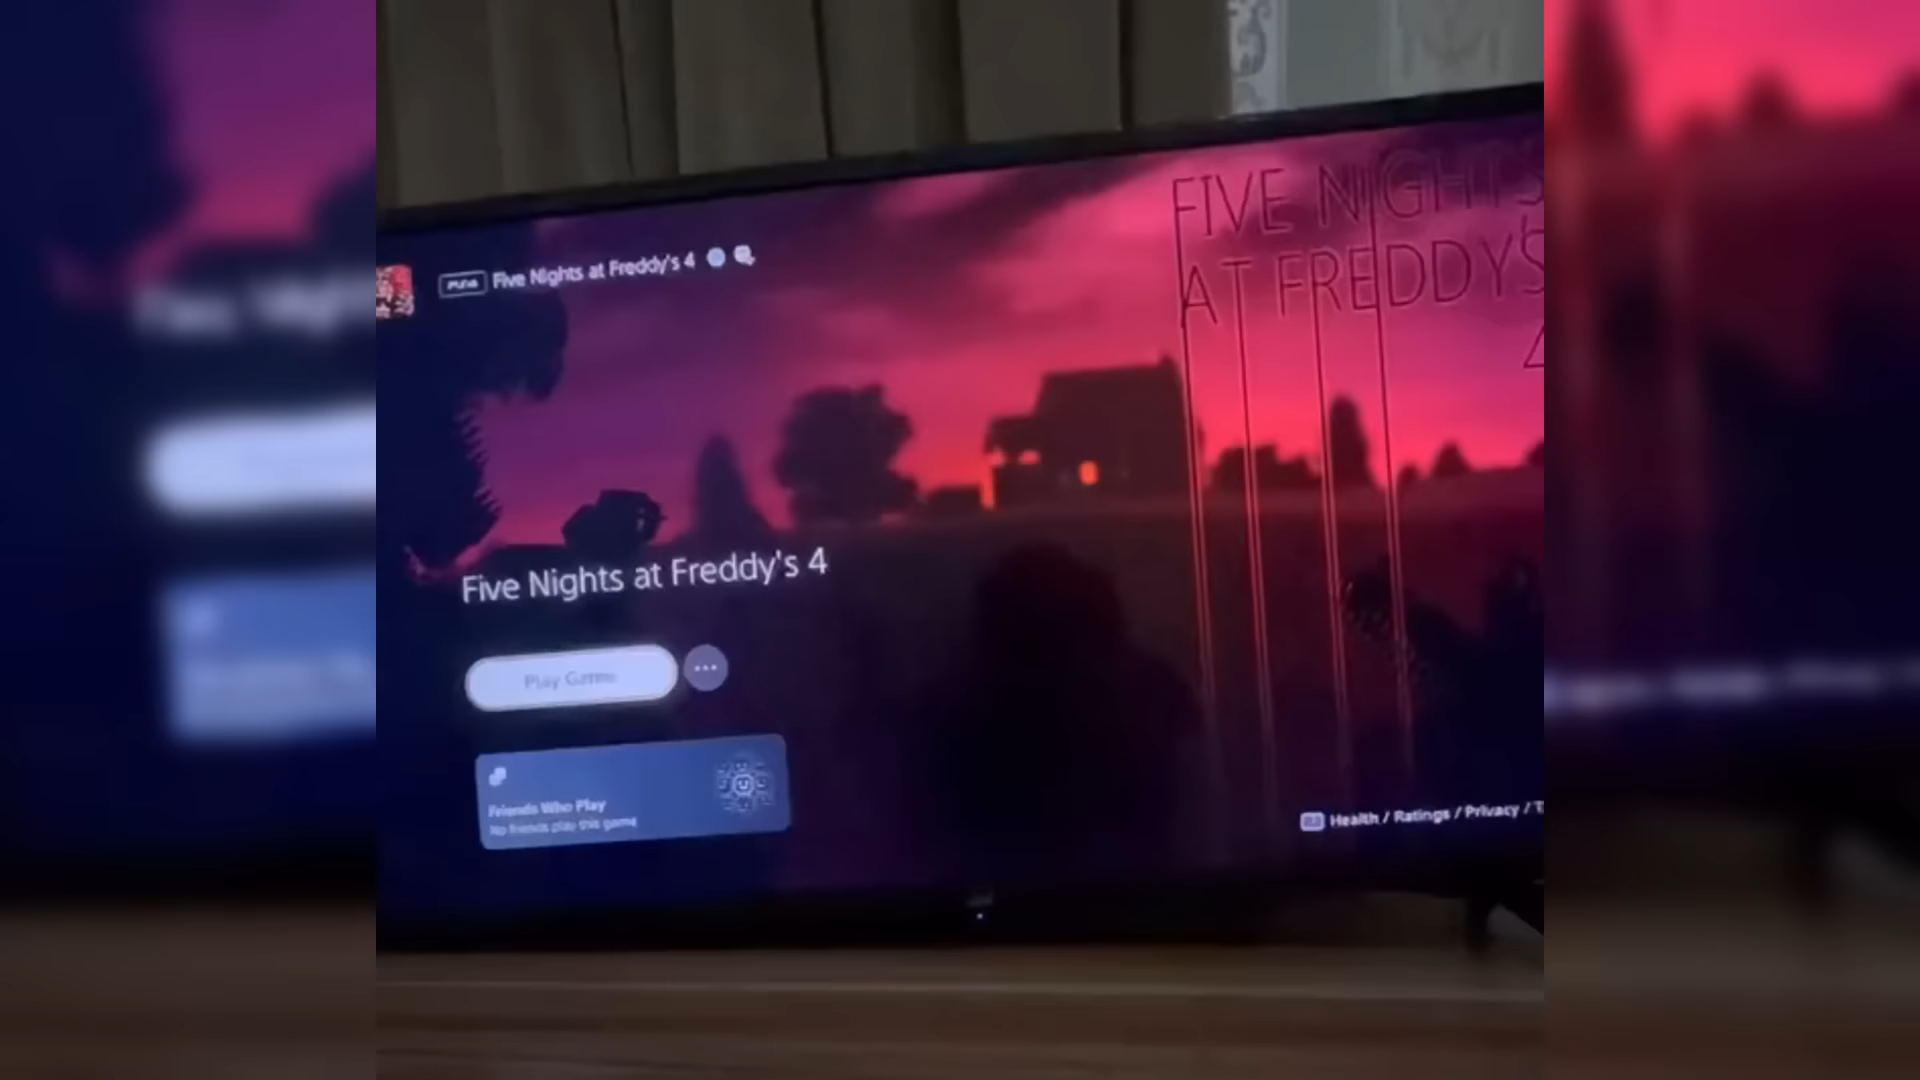 FIVE NIGHTS
AT FREDDY'S
4
PS4 Five Nights at Freddy's 4
Five Nights at Freddy's 4
Play Game
Friends Who Play
No friends play this game
Health / Ratings / Privacy / T